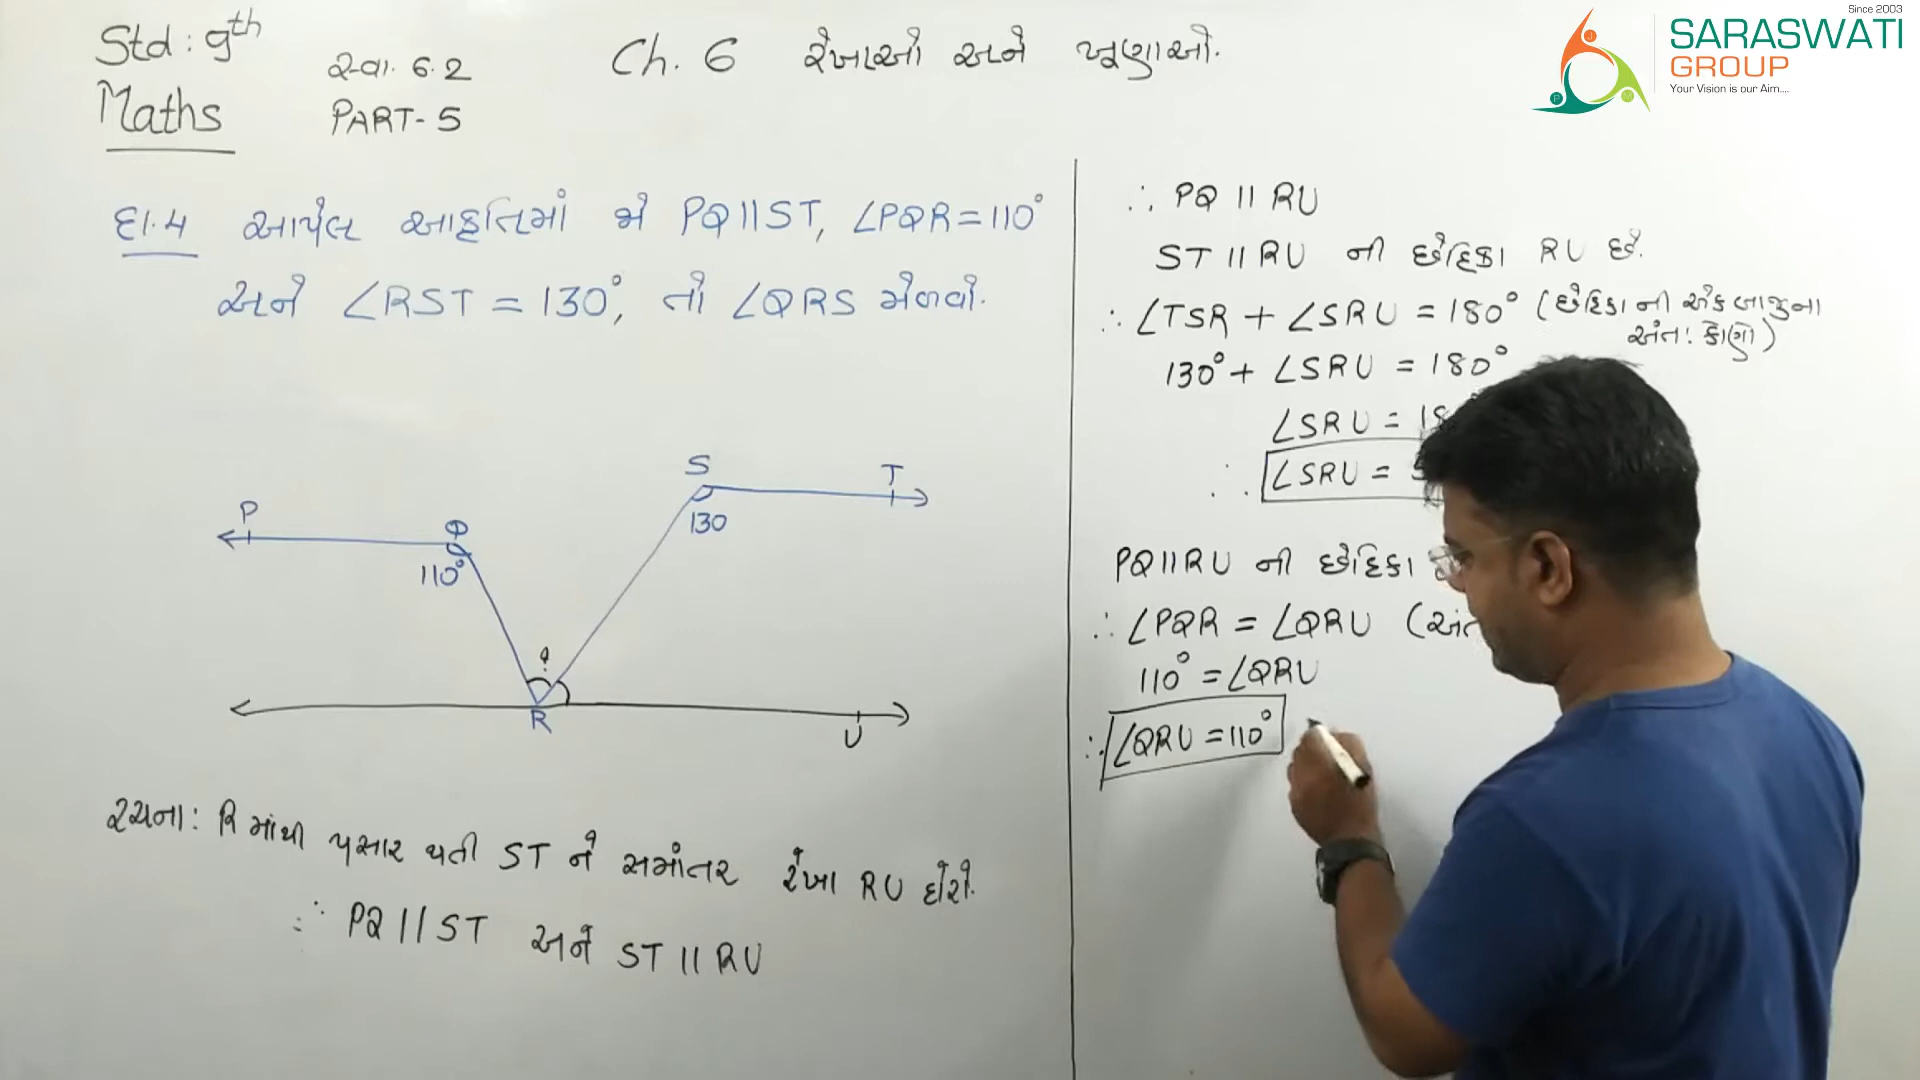 Since 2003
SARASWATI
GROUP
Your Vision is our Aim....
Std: 9th
Maths
સ્વા. 6.2
PART-5
Ch. 6 રેખાઓ અને ખૂણાઓ.
દા.4 આપેલ આકૃતિમાં જો PQ||ST, ∠PQR=110°
અને ∠RST = 130°, તો ∠QRS મેળવો.
S
T
130
P
Q
110°
?
R
U
રચના: R માંથી પસાર થતી ST ને સમાંતર રેખા RU દોરો.
∴ PQ || ST અને ST || RU
∴ PQ || RU
ST || RU ની છેદિકા RU છે.
∴ ∠TSR + ∠SRU = 180° (છેદિકા ની એક બાજુના
અંત: કોણો)
130° + ∠SRU = 180°
∠SRU =
∴ ∠SRU =
PQ||RU ની છેદિકા
∴ ∠PQR = ∠QRU
110° = ∠QRU
∴ ∠QRU = 110°